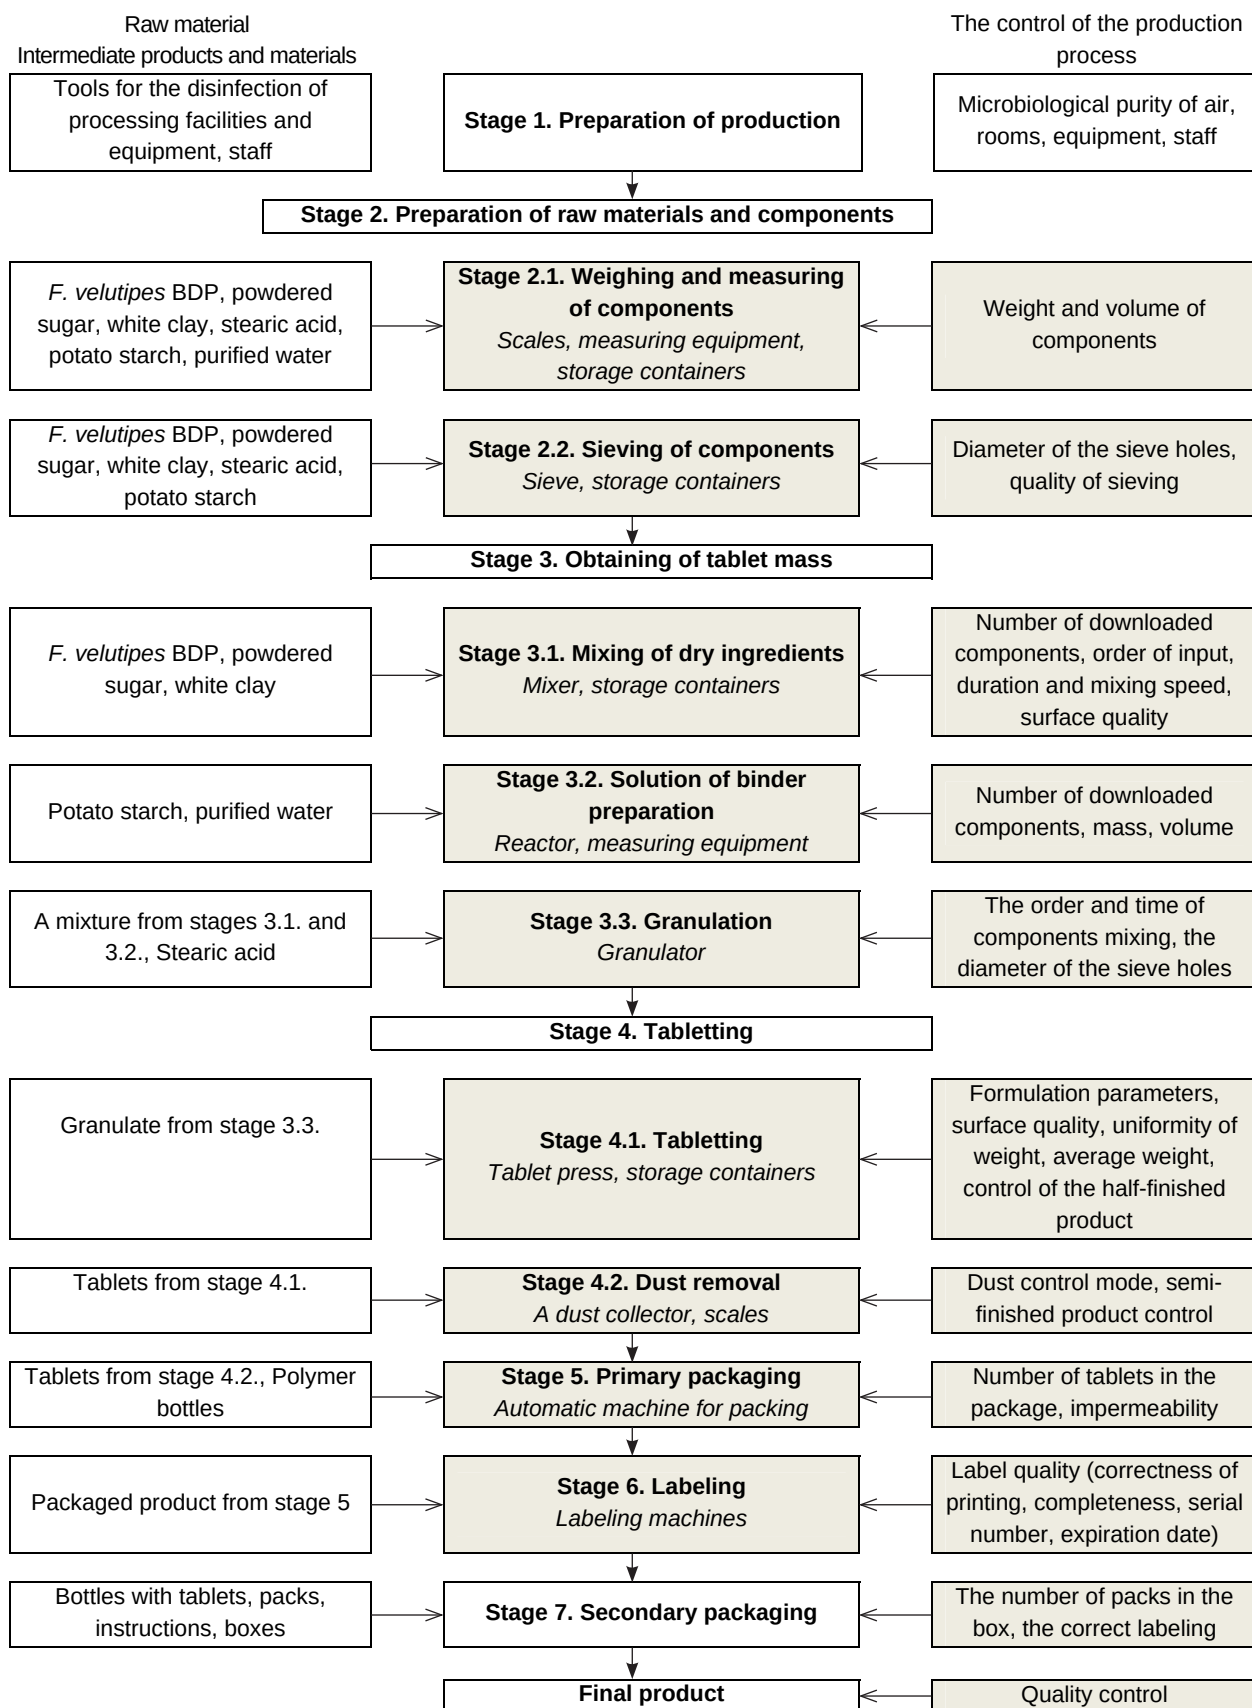 Raw material
Intermediate products and materials
The control of the production
process
Tools for the disinfection of
processing facilities and
equipment, staff
Stage 1. Preparation of production
Microbiological purity of air,
rooms, equipment, staff
Stage 2. Preparation of raw materials and components
F. velutipes BDP, powdered
sugar, white clay, stearic acid,
potato starch, purified water
Stage 2.1. Weighing and measuring
of components
Scales, measuring equipment,
storage containers
Weight and volume of
components
F. velutipes BDP, powdered
sugar, white clay, stearic acid,
potato starch
Stage 2.2. Sieving of components
Sieve, storage containers
Diameter of the sieve holes,
quality of sieving
Stage 3. Obtaining of tablet mass
F. velutipes BDP, powdered
sugar, white clay
Stage 3.1. Mixing of dry ingredients
Mixer, storage containers
Number of downloaded
components, order of input,
duration and mixing speed,
surface quality
Potato starch, purified water
Stage 3.2. Solution of binder
preparation
Reactor, measuring equipment
Number of downloaded
components, mass, volume
A mixture from stages 3.1. and
3.2., Stearic acid
Stage 3.3. Granulation
Granulator
The order and time of
components mixing, the
diameter of the sieve holes
Stage 4. Tabletting
Granulate from stage 3.3.
Stage 4.1. Tabletting
Tablet press, storage containers
Formulation parameters,
surface quality, uniformity of
weight, average weight,
control of the half-finished
product
Tablets from stage 4.1.
Stage 4.2. Dust removal
A dust collector, scales
Dust control mode, semi-
finished product control
Tablets from stage 4.2., Polymer
bottles
Stage 5. Primary packaging
Automatic machine for packing
Number of tablets in the
package, impermeability
Packaged product from stage 5
Stage 6. Labeling
Labeling machines
Label quality (correctness of
printing, completeness, serial
number, expiration date)
Bottles with tablets, packs,
instructions, boxes
Stage 7. Secondary packaging
The number of packs in the
box, the correct labeling
Final product
Quality control